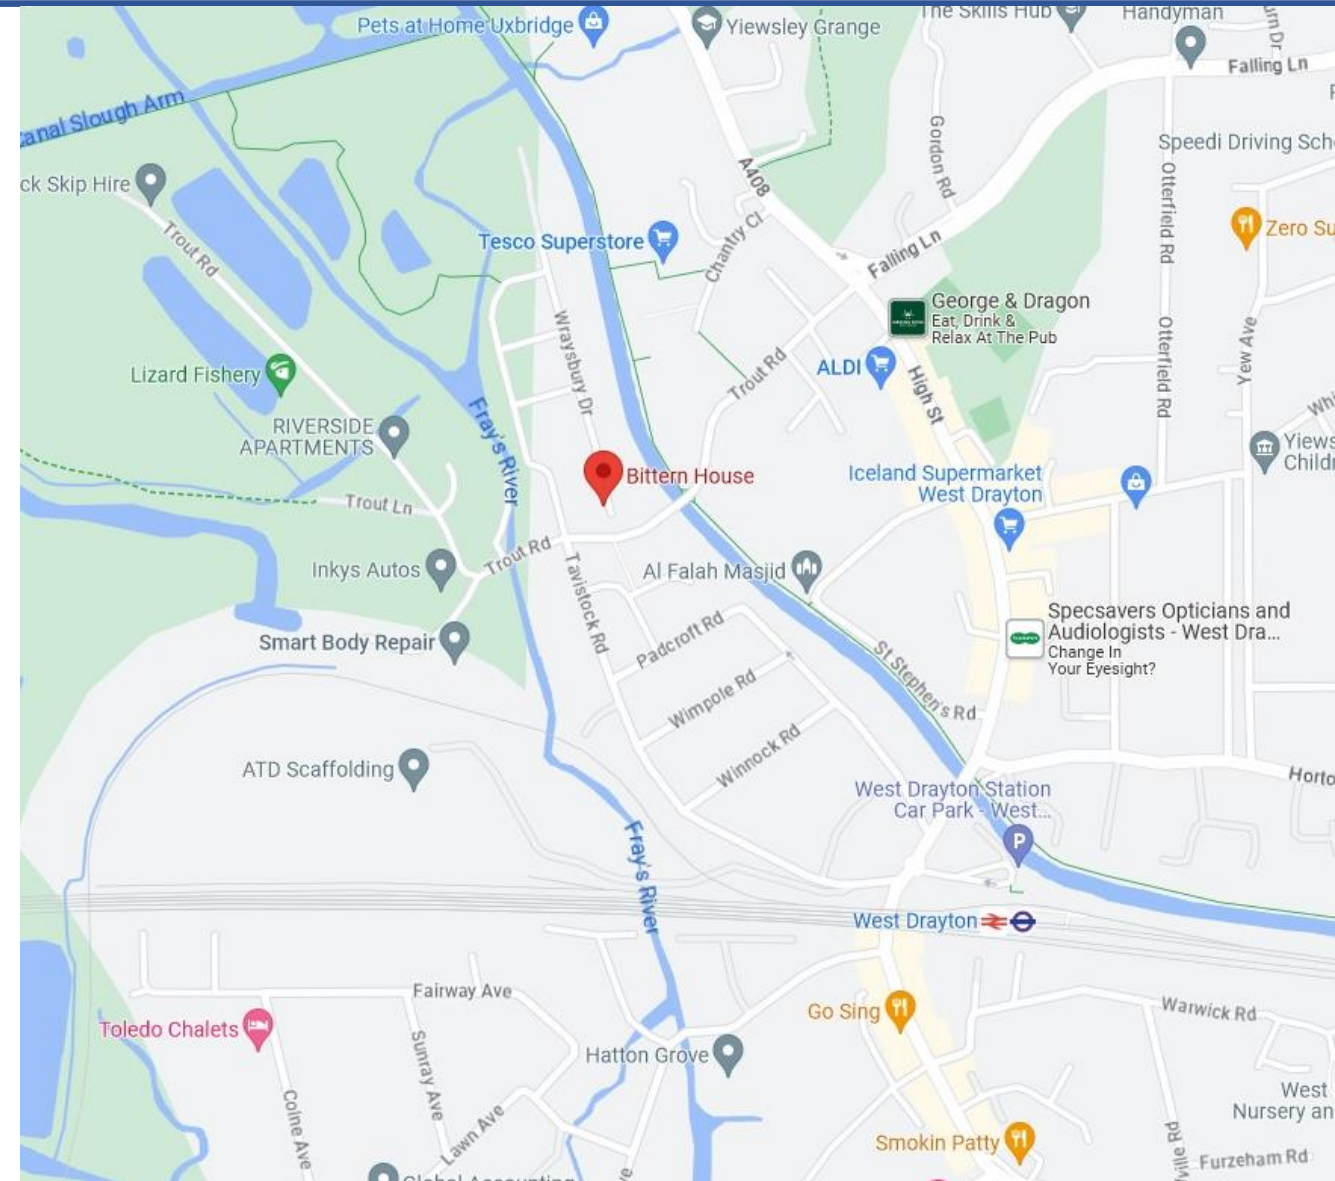 The Skills Hub
Handyman
Pets at Home Uxbridge
Yiewsley Grange
Falling Ln
Canal Slough Arm
Gordon Rd
Speedi Driving Sch
A408
Otterfield Rd
ck Skip Hire
Trout Rd
Tesco Superstore
Chantry Cl
Falling Ln
Zero Su
George & Dragon
Eat, Drink &
Relax At The Pub
Wraysbury Dr
Lizard Fishery
Trout Rd
ALDI
High St
Otterfield Rd
Yew Ave
Whi
RIVERSIDE
APARTMENTS
Fray's River
Bittern House
Iceland Supermarket
West Drayton
Yiews
Childr
Trout Ln
Trout Rd
Inkys Autos
Tavistock Rd
Al Falah Masjid
Smart Body Repair
Padcroft Rd
Specsavers Opticians and
Audiologists - West Dra...
Change In
Your Eyesight?
St Stephen's Rd
Wimpole Rd
Winnock Rd
ATD Scaffolding
West Drayton Station
Car Park - West...
P
Horto
Fray's River
West Drayton
Fairway Ave
Go Sing
Warwick Rd
Toledo Chalets
Sunray Ave
Hatton Grove
Colne Ave
Lawn Ave
West
Nursery an
Smokin Patty
ville Rd
Furzeham Rd